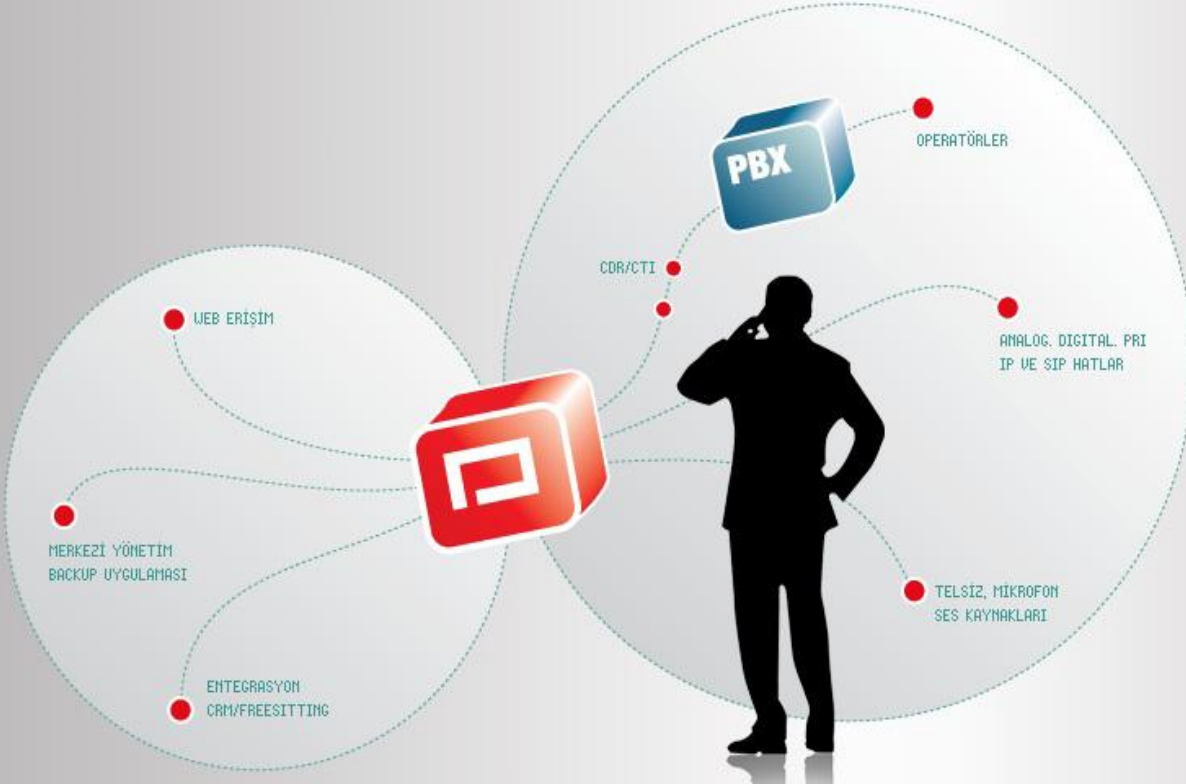 PBX
OPERATÖRLER
CDR/CTI
WEB ERİŞİM
ANALOG, DIGITAL, PRI
IP VE SIP HATLAR
MERKEZİ YÖNETİM
BACKUP UYGULAMASI
TELSİZ, MİKROFON
SES KAYNAKLARI
ENTEGRASYON
CRM/FREESITTING